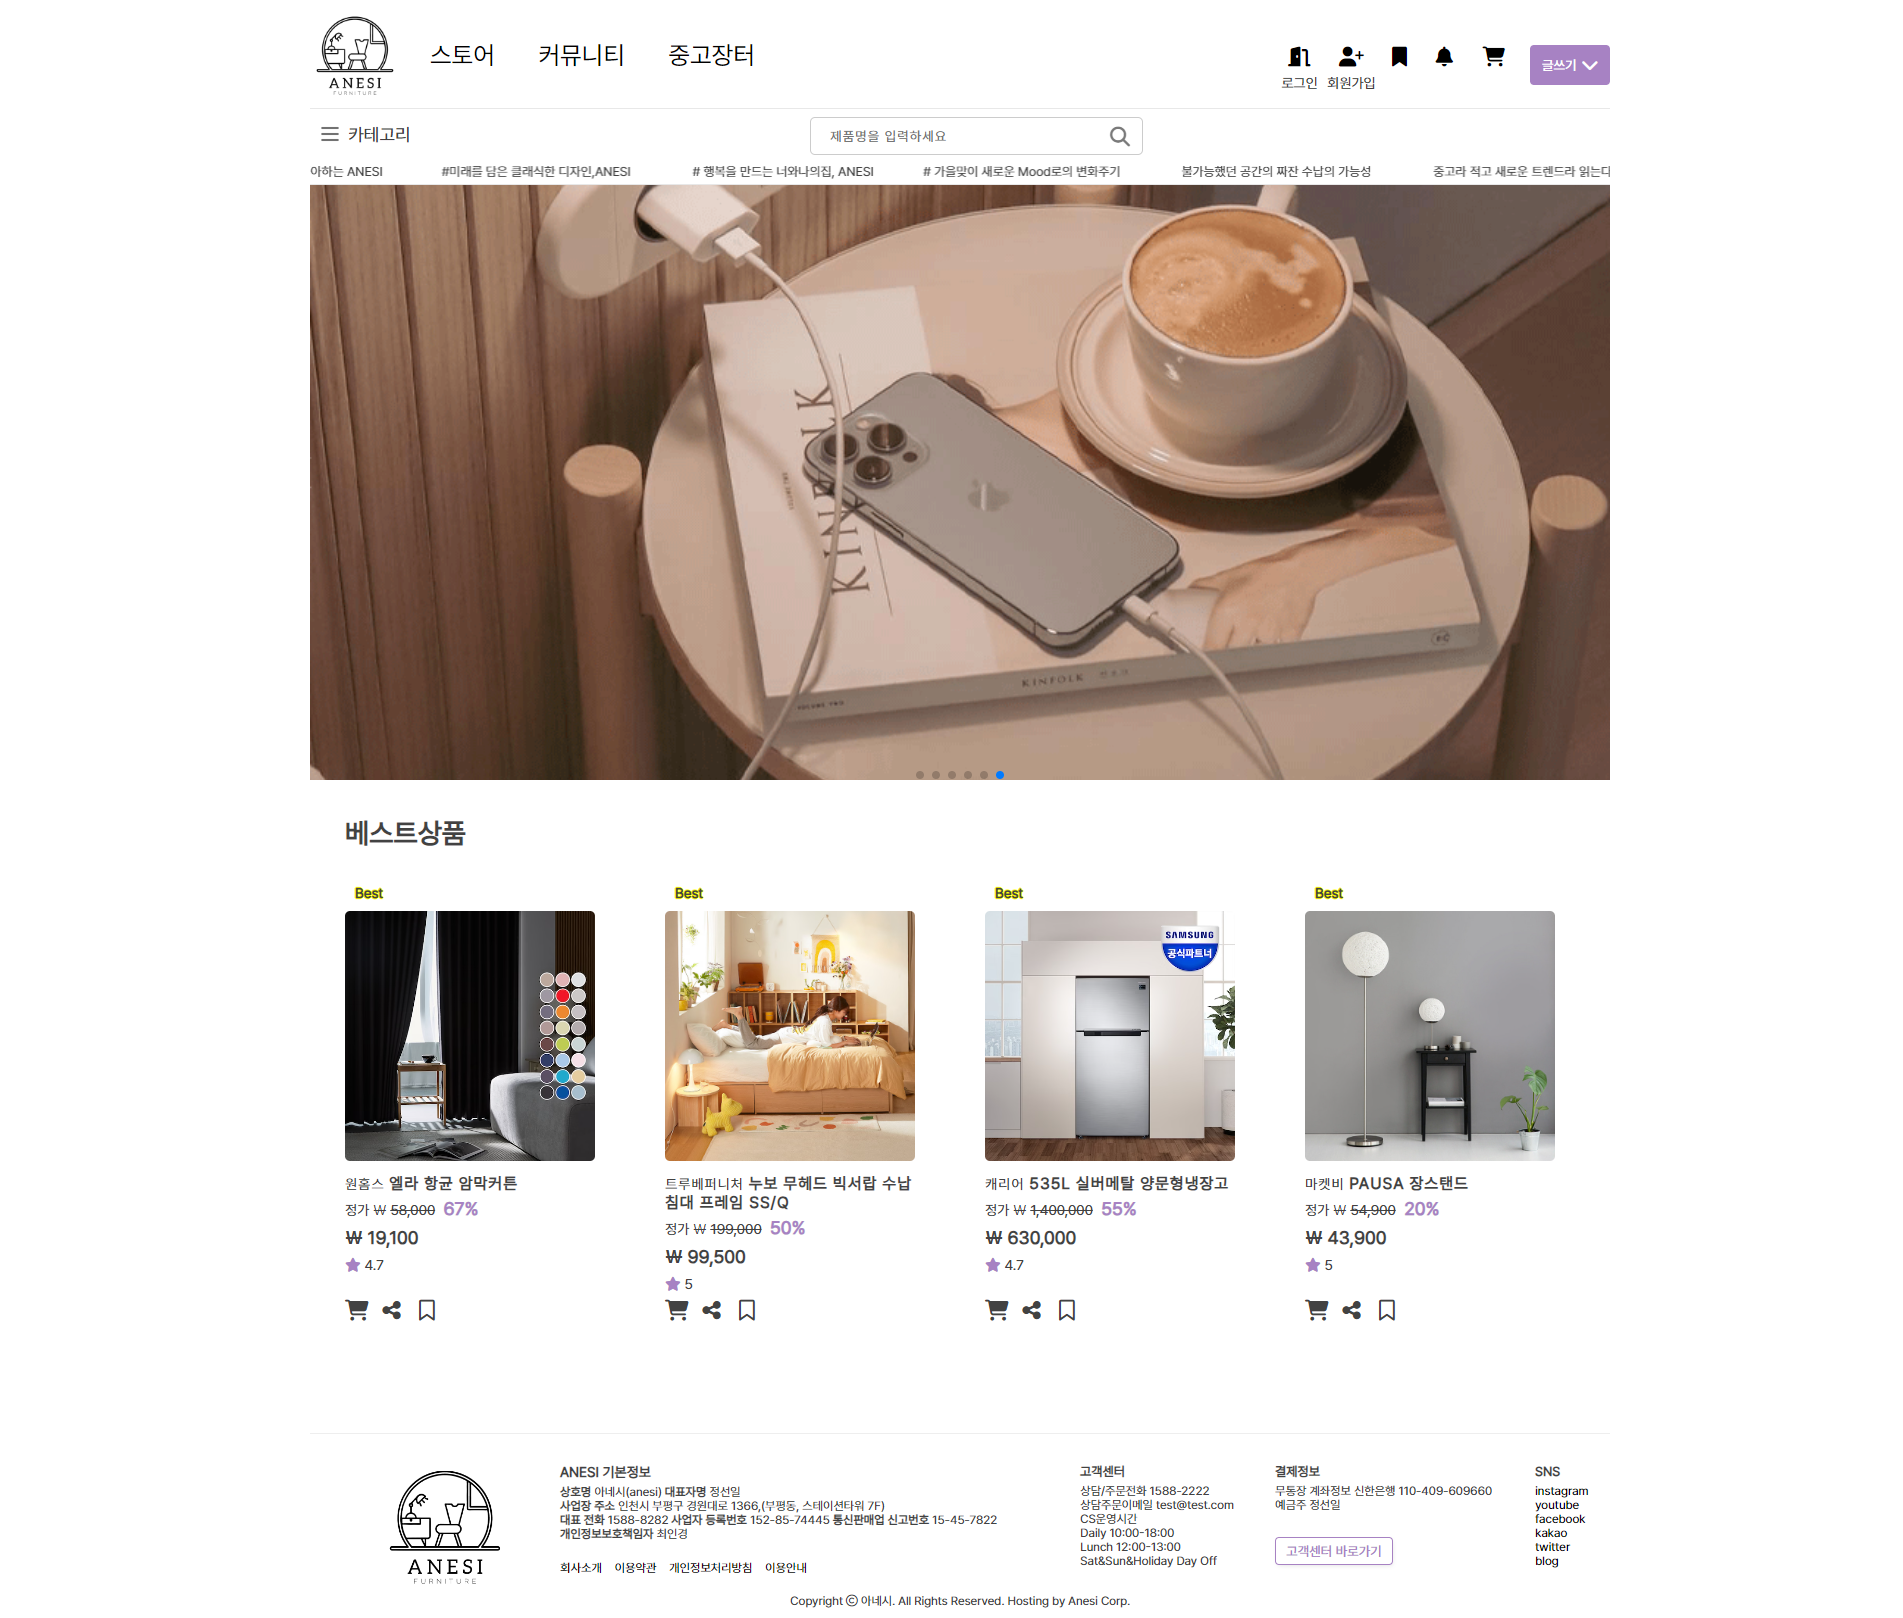 ANESI
FURNITURE
스토어
커뮤니티
중고장터
로그인
회원가입
글쓰기
카테고리
제품명을 입력하세요
아하는 ANESI
#미래를 담은 클래식한 디자인,ANESI
# 행복을 만드는 너와나의집, ANESI
# 가을맞이 새로운 Mood로의 변화주기
불가능했던 공간의 짜잔 수납의 가능성
중고라 적고 새로운 트렌드라 읽는다
KINFOLK
KINFOLK
VOLUME TWO
베스트상품
Best
Best
Best
Best
SAMSUNG
공식파트너
원홈스 엘라 항균 암막커튼
정가 ₩ 58,000 67%
₩ 19,100
4.7
트루베퍼니처 누보 무헤드 빅서랍 수납
침대 프레임 SS/Q
정가 ₩ 199,000 50%
₩ 99,500
5
캐리어 535L 실버메탈 양문형냉장고
정가 ₩ 1,400,000 55%
₩ 630,000
4.7
마켓비 PAUSA 장스탠드
정가 ₩ 54,900 20%
₩ 43,900
5
ANESI
FURNITURE
ANESI 기본정보
상호명 아네시(anesi) 대표자명 정선일
사업장 주소 인천시 부평구 경원대로 1366,(부평동, 스테이션타워 7F)
대표 전화 1588-8282 사업자 등록번호 152-85-74445 통신판매업 신고번호 15-45-7822
개인정보보호책임자 최인경
회사소개 이용약관 개인정보처리방침 이용안내
고객센터
상담/주문전화 1588-2222
상담주문이메일 test@test.com
CS운영시간
Daily 10:00-18:00
Lunch 12:00-13:00
Sat&Sun&Holiday Day Off
결제정보
무통장 계좌정보 신한은행 110-409-609660
예금주 정선일
고객센터 바로가기
SNS
instagram
youtube
facebook
kakao
twitter
blog
Copyright ⓒ 아네시. All Rights Reserved. Hosting by Anesi Corp.